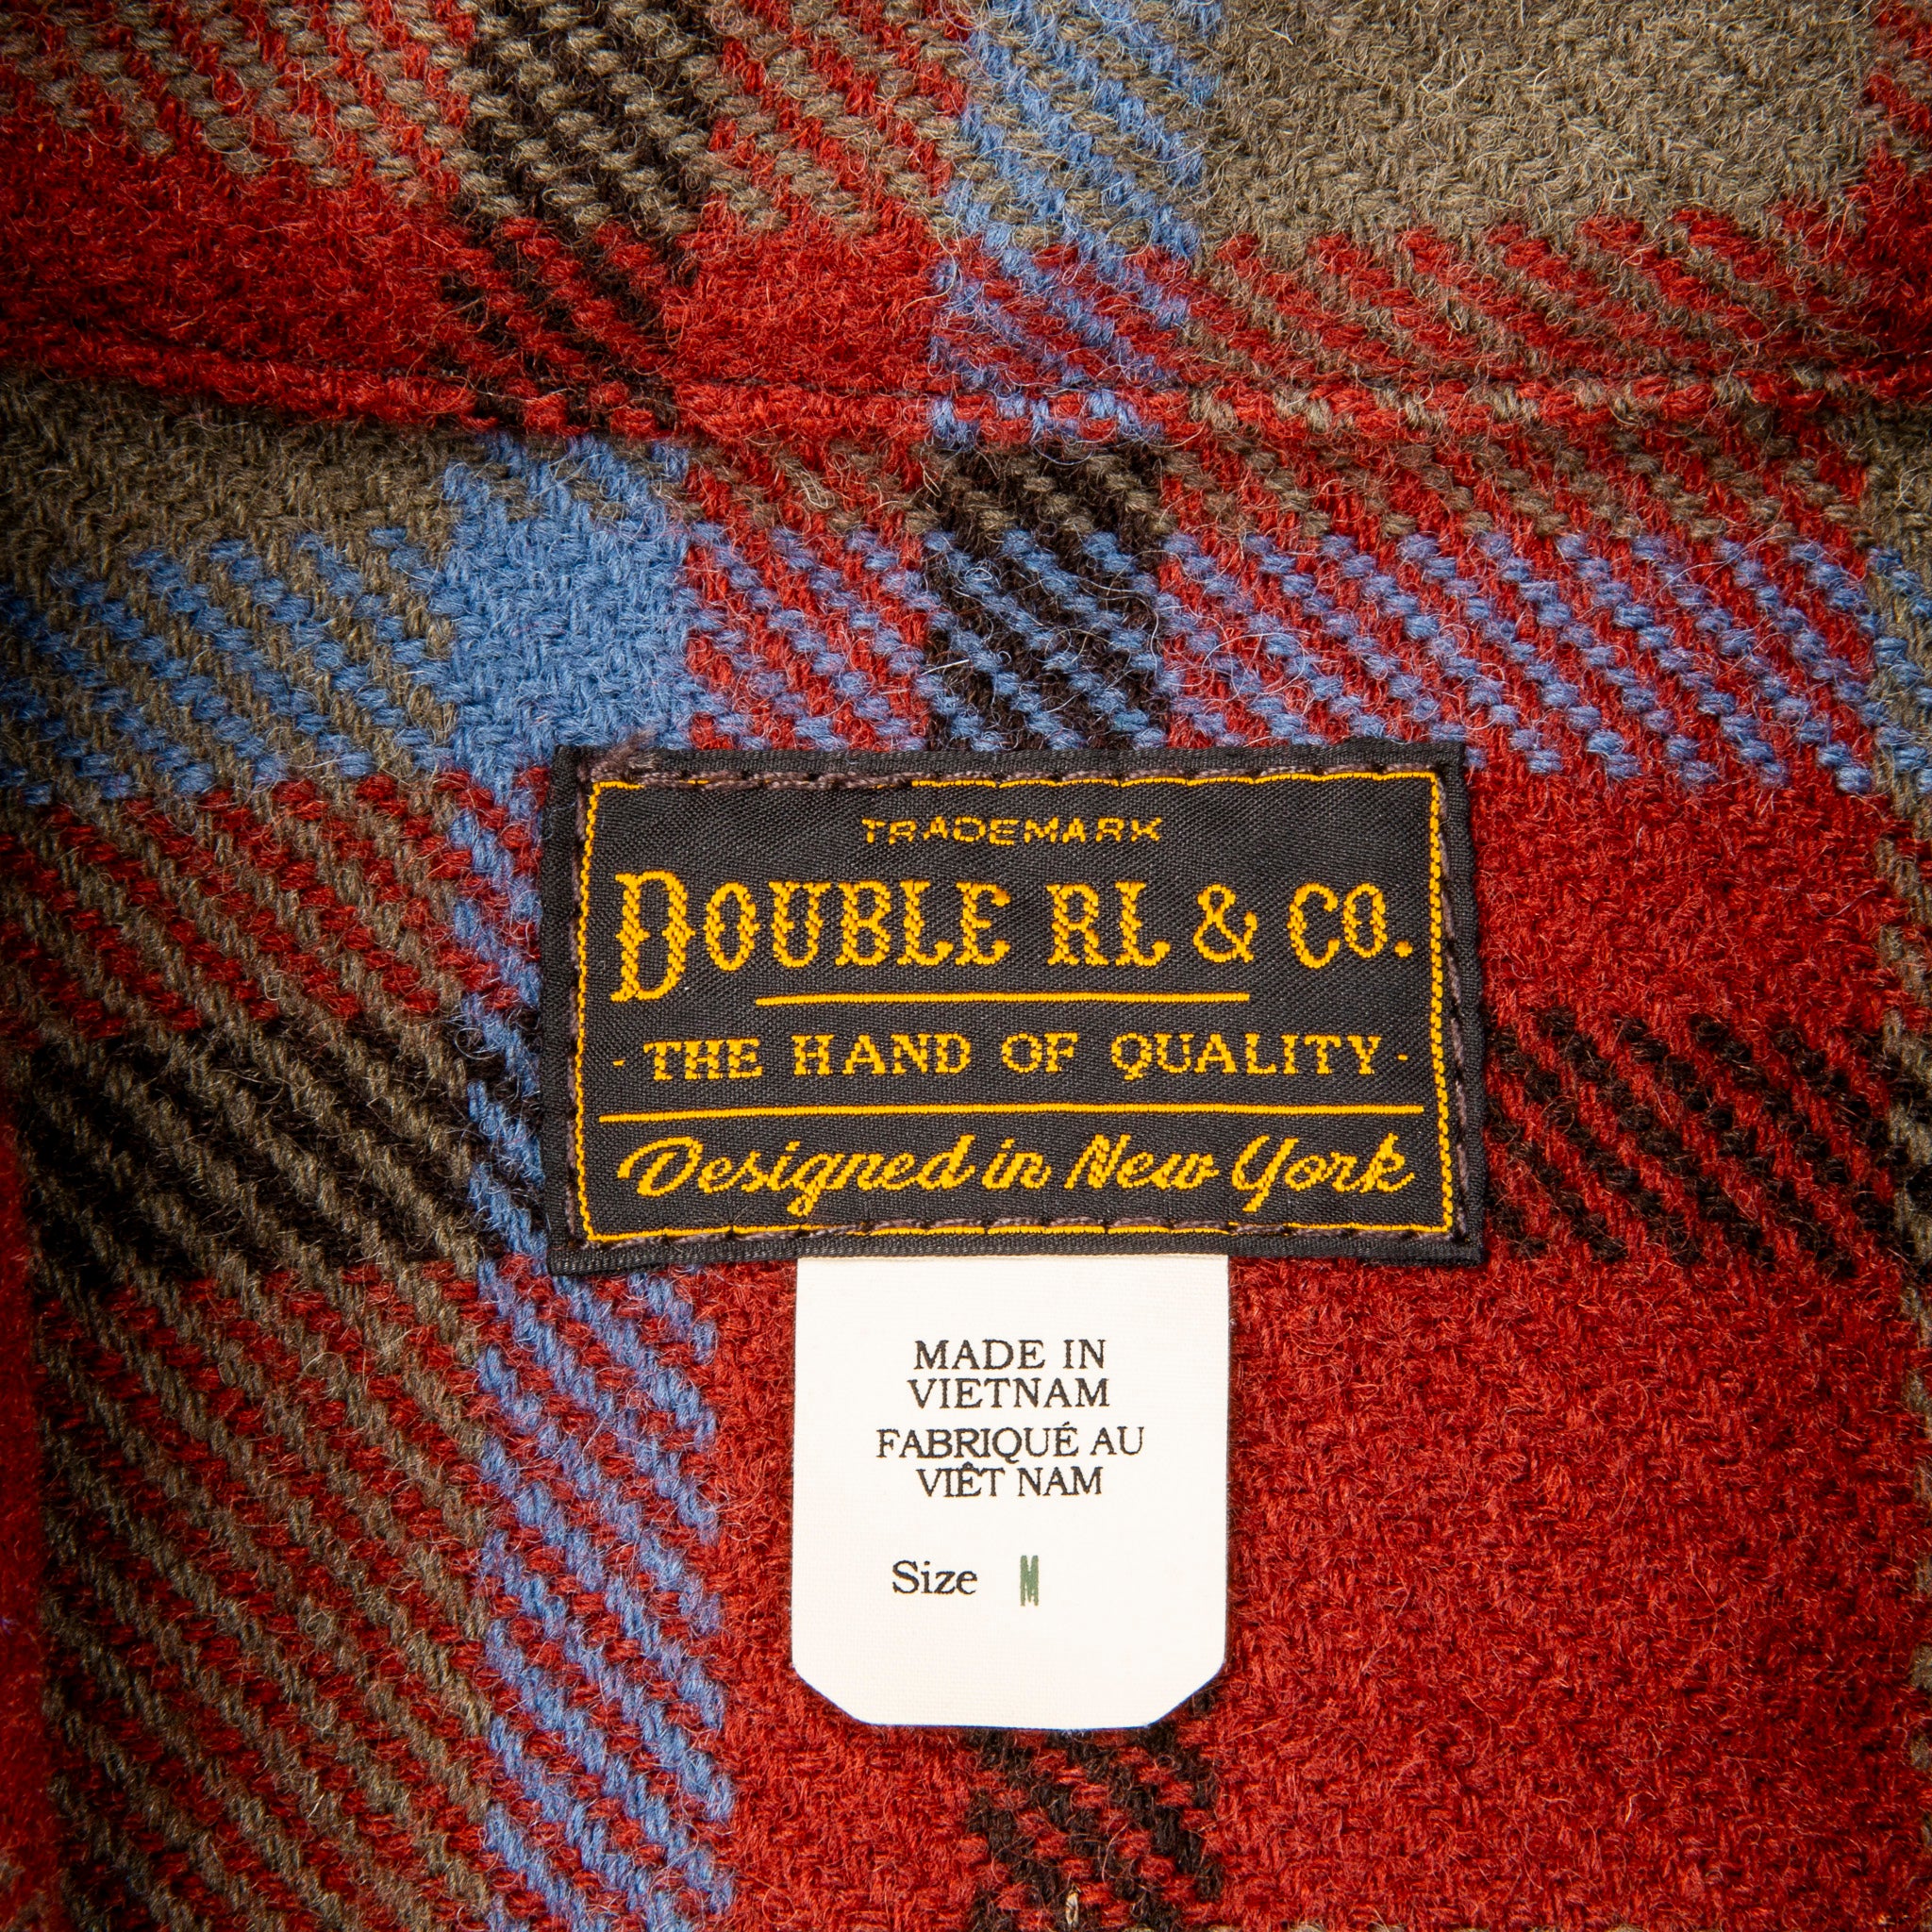 TRADEMARK
DOUBLE RL & CO.
- THE HAND OF QUALITY -
Designed in New York
MADE IN
VIETNAM
FABRIQUÉ AU
VIÊT NAM
Size M